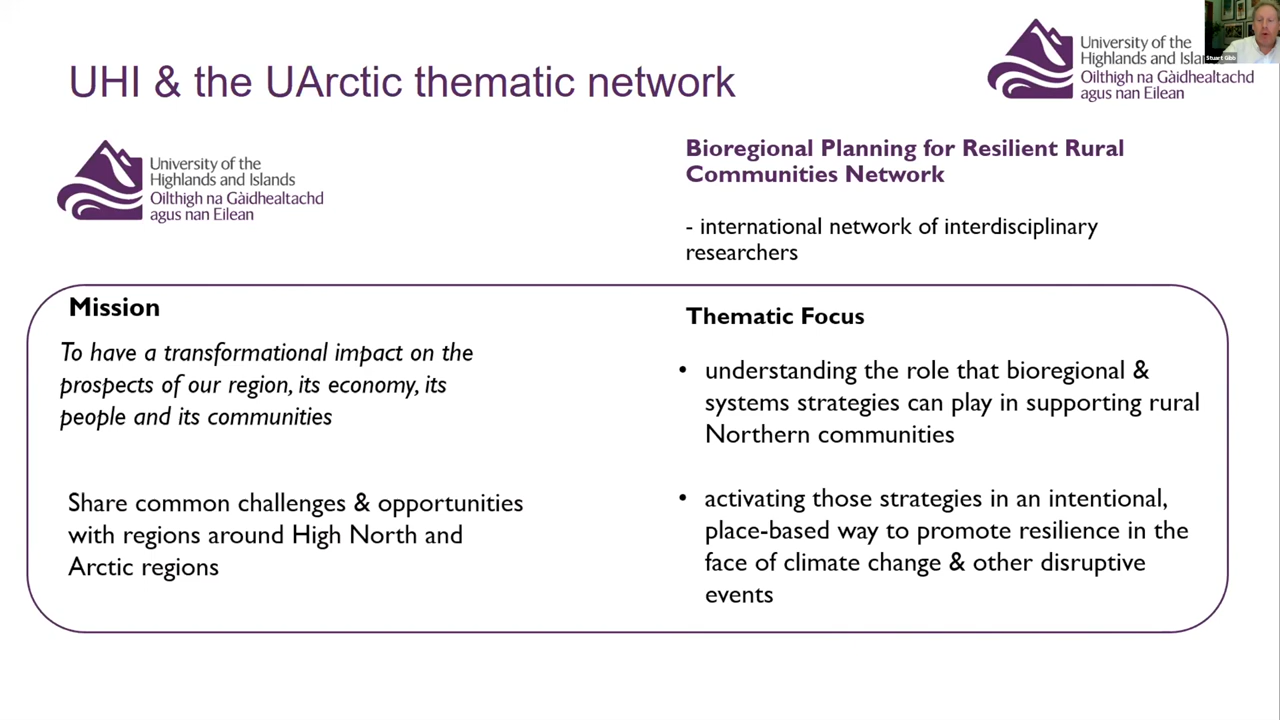 UHI & the UArctic thematic network
University of the
Highlands and Islan
Oilthigh na Gàidhealtachd
agus nan Eilean
Stuart Gibb
University of the
Highlands and Islands
Oilthigh na Gàidhealtachd
agus nan Eilean
Bioregional Planning for Resilient Rural
Communities Network
- international network of interdisciplinary
researchers
Mission
To have a transformational impact on the
prospects of our region, its economy, its
people and its communities
Share common challenges & opportunities
with regions around High North and
Arctic regions
Thematic Focus
• understanding the role that bioregional &
systems strategies can play in supporting rural
Northern communities
• activating those strategies in an intentional,
place-based way to promote resilience in the
face of climate change & other disruptive
events